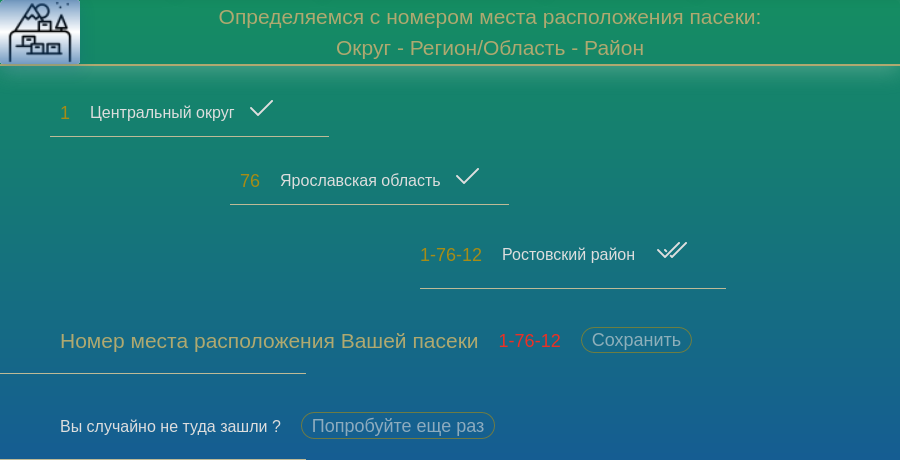 Определяемся с номером места расположения пасеки:
Округ - Регион/Область - Район
1 Центральный округ
76 Ярославская область
1-76-12 Ростовский район
Номер места расположения Вашей пасеки 1-76-12 Сохранить
Вы случайно не туда зашли ? Попробуйте еще раз